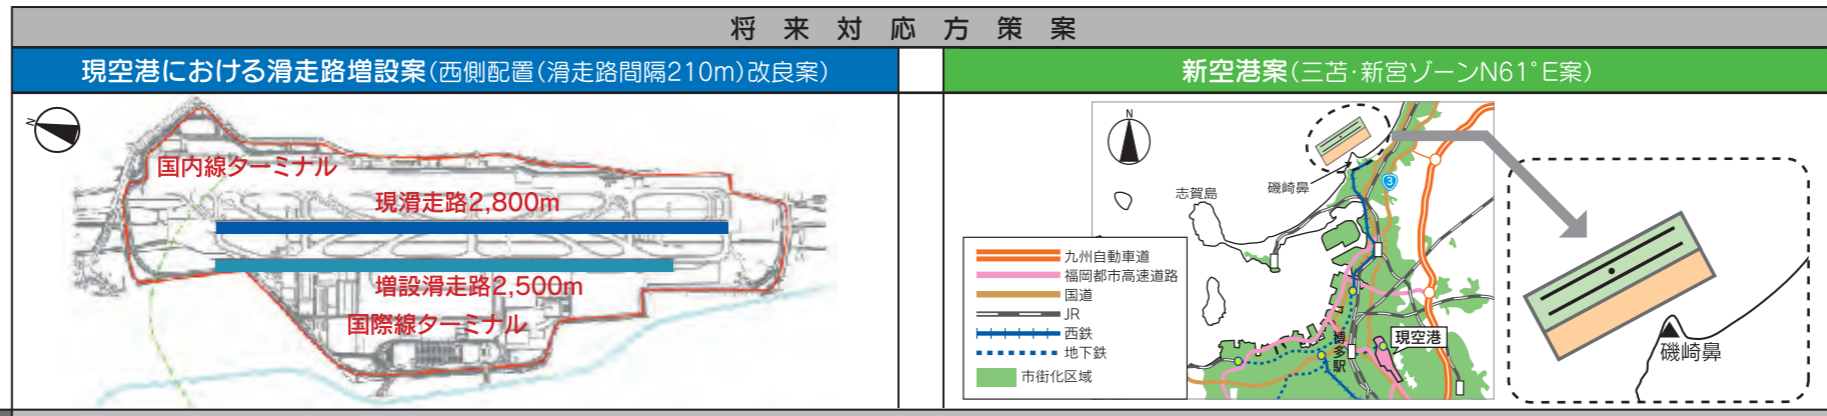 将来対応方策案
現空港における滑走路増設案(西側配置(滑走路間隔210m)改良案)
新空港案(三苫・新宮ゾーンN61°E案)
N
国内線ターミナル
現滑走路2,800m
増設滑走路2,500m
国際線ターミナル
N
志賀島
磯崎鼻
3
九州自動車道
福岡都市高速道路
国道
JR
西鉄
地下鉄
市街化区域
博多駅
現空港
磯崎鼻